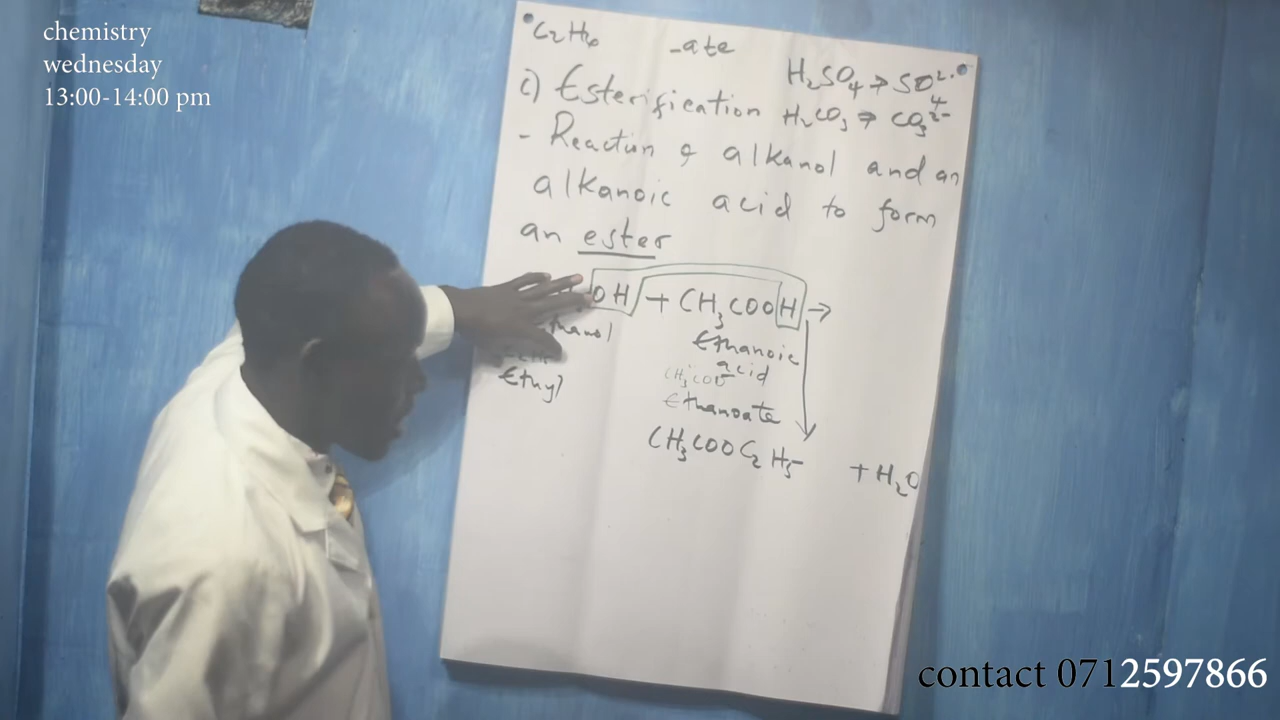 chemistry
wednesday
13:00-14:00 pm
C₂H₆ -ate
H₂SO₄ → SO₄²⁻
c) Esterification H₂CO₃ ⇒ CO₃²⁻
- Reaction of alkanol and an
alkanoic acid to form
an ester
OH + CH₃COOH →
thanol Ethanoic
acid
CH₃COO
Ethyl Ethanoate
CH₃COOC₂H₅ + H₂O
contact 0712597866